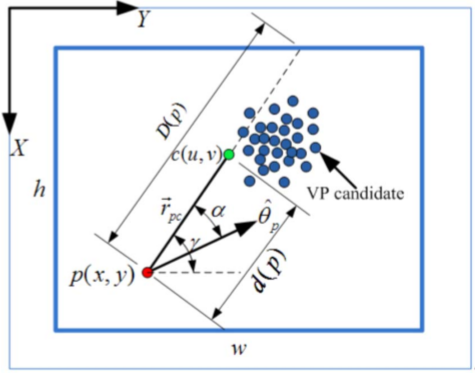 Y
X
D(p)
c(u,v)
VP candidate
h
r⃗pc
α
θ̂p
γ
p(x, y)
d(p)
w